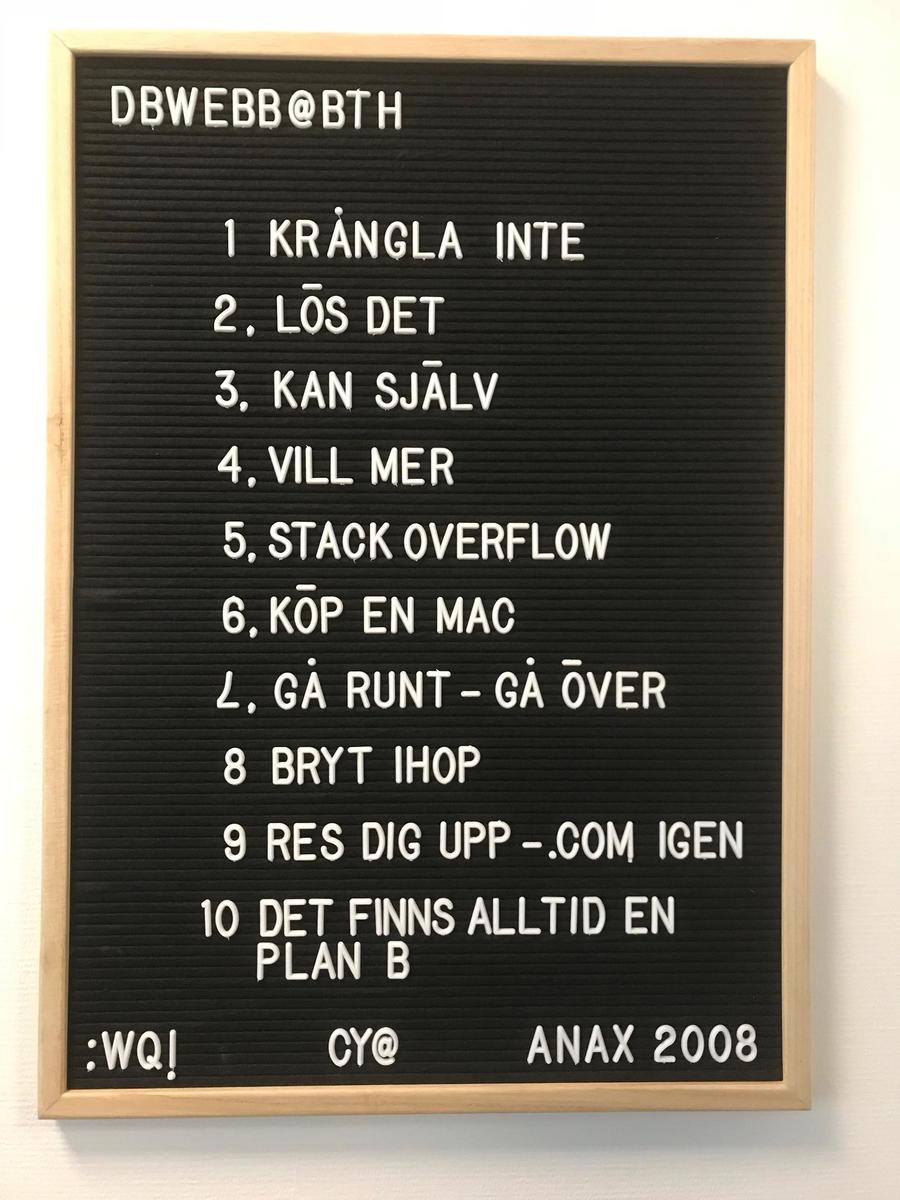 DBWEBB@BTH
1 KRÅNGLA INTE
2. LÖS DET
3. KAN SJÄLV
4. VILL MER
5. STACK OVERFLOW
6. KÖP EN MAC
7. GÅ RUNT - GÅ ÖVER
8 BRYT IHOP
9 RES DIG UPP -.COM IGEN
10 DET FINNS ALLTID EN
PLAN B
:WQ! CY@ ANAX 2008